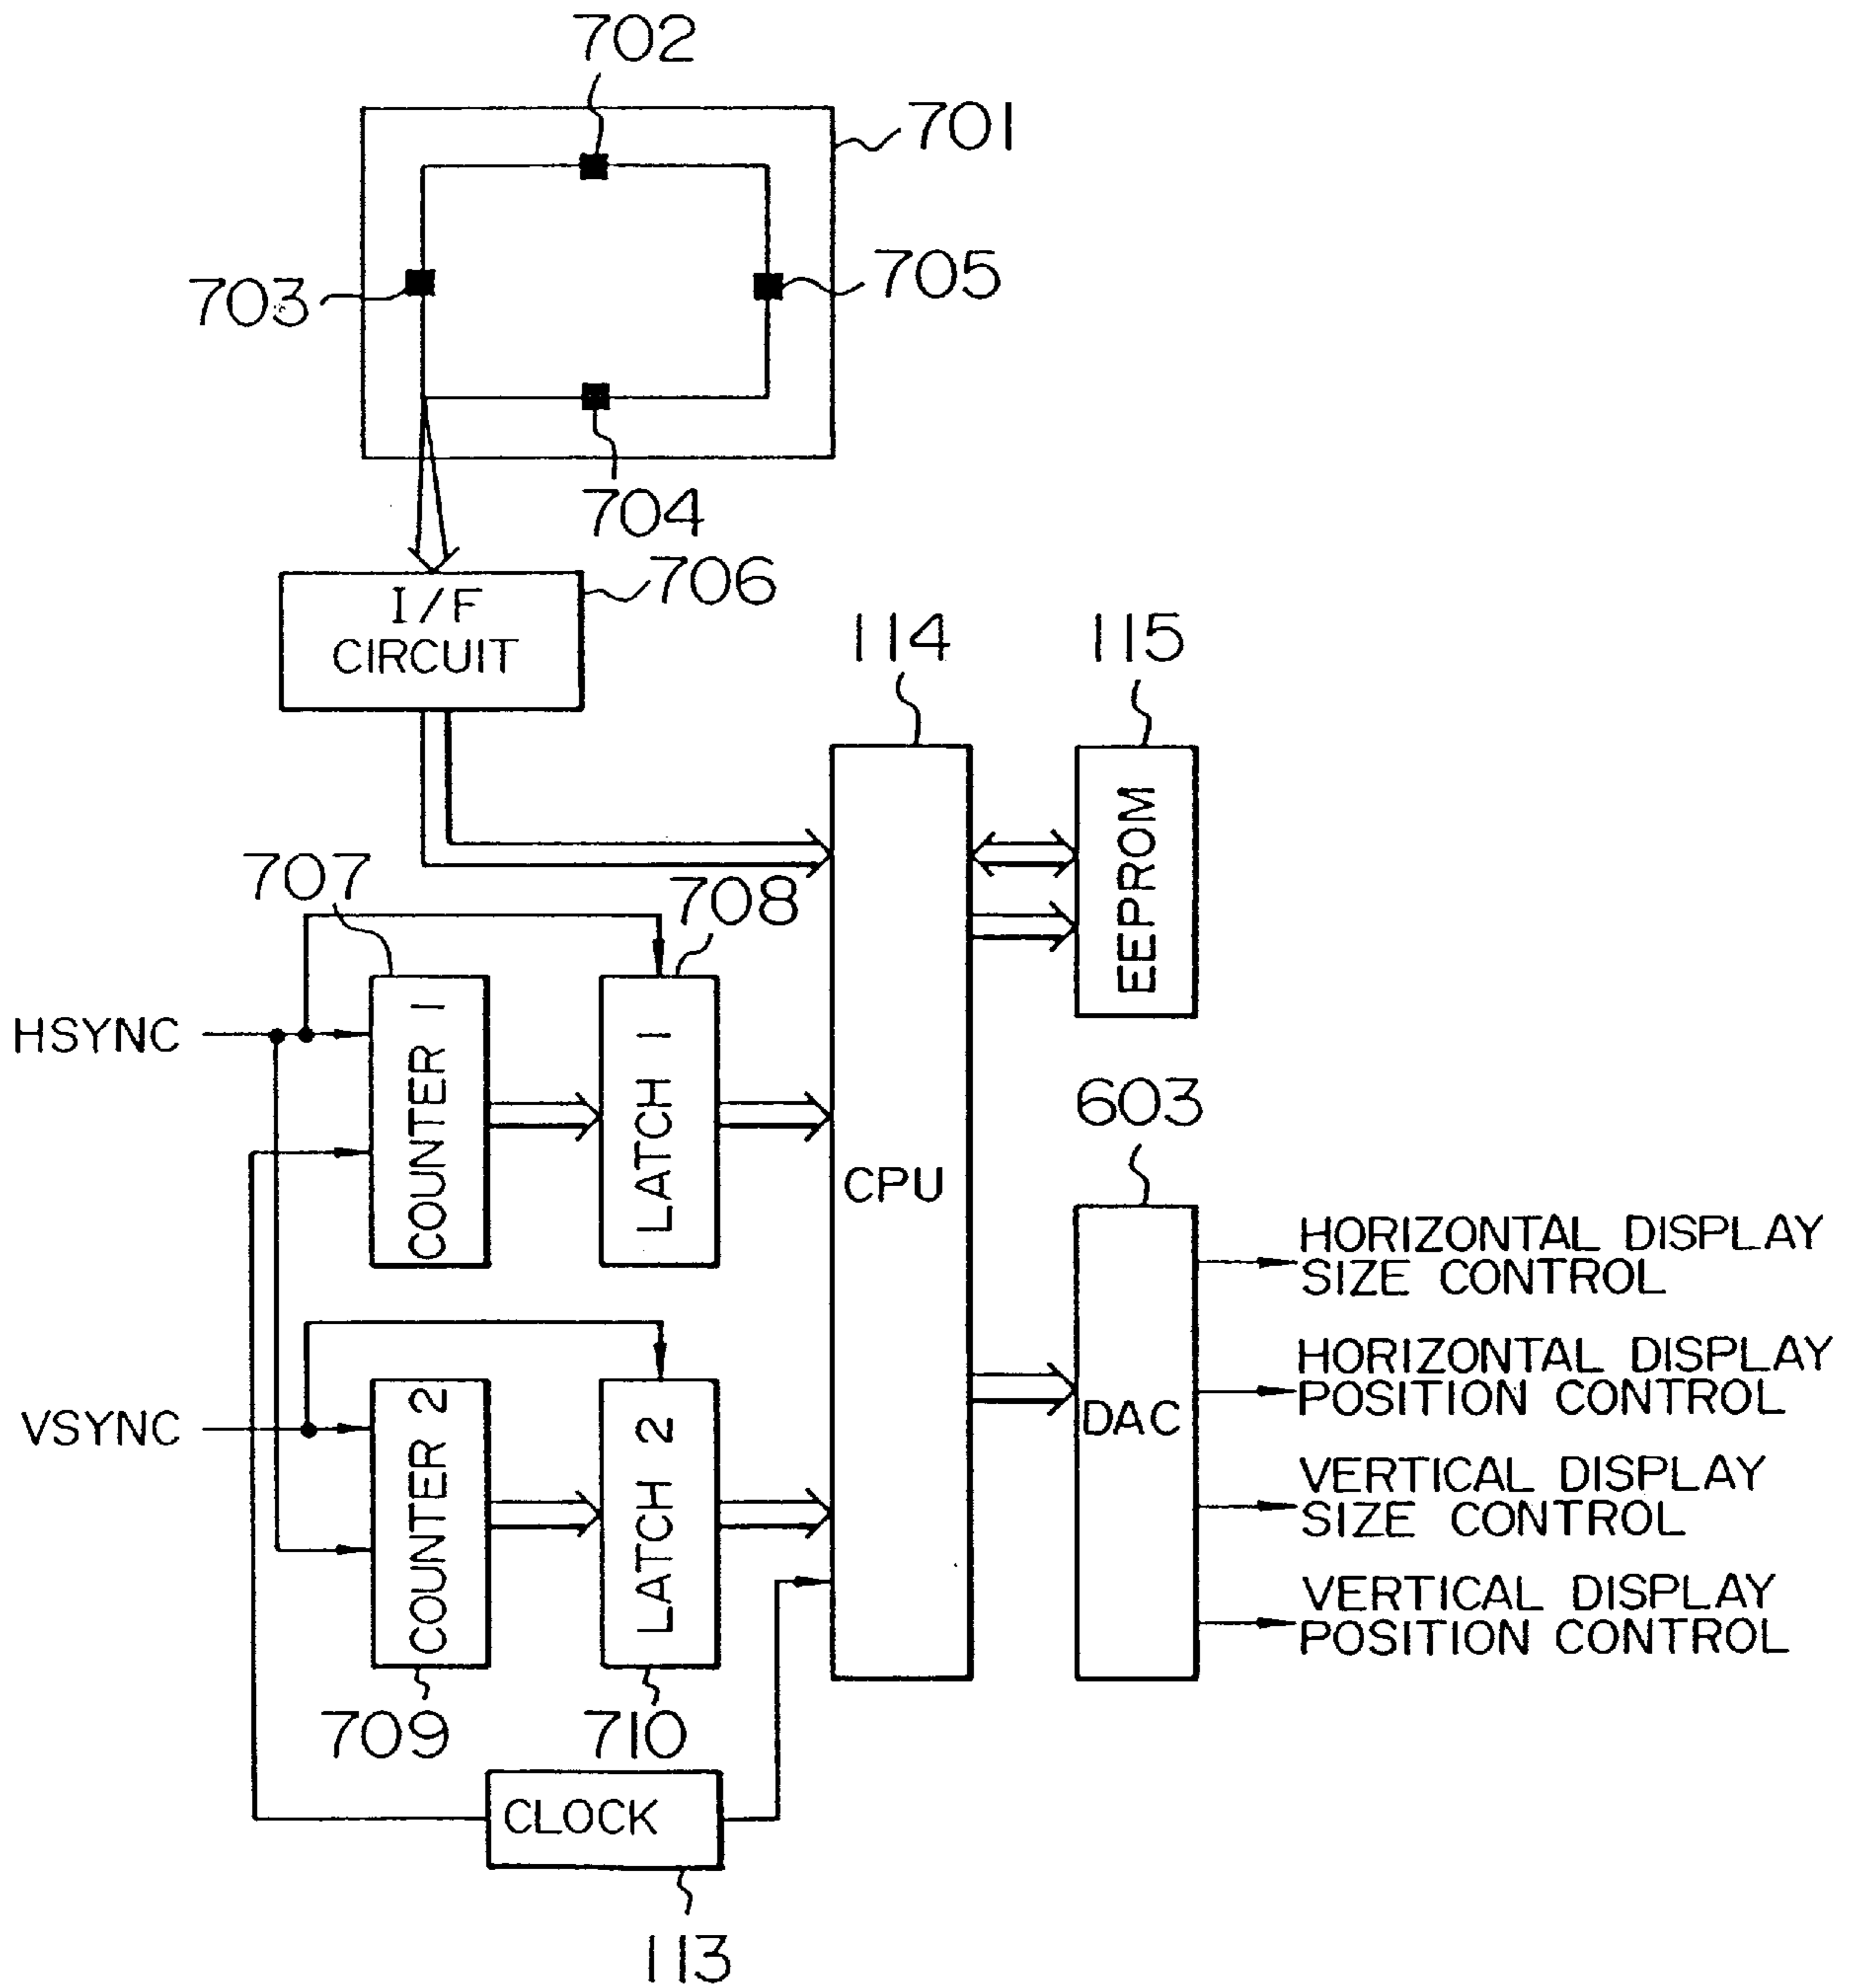 702
701
703
705
704
706
I/F
CIRCUIT
114
115
EEPROM
707
708
HSYNC
COUNTER 1
LATCH 1
CPU
603
HORIZONTAL DISPLAY
SIZE CONTROL
HORIZONTAL DISPLAY
POSITION CONTROL
DAC
VSYNC
COUNTER 2
LATCH 2
VERTICAL DISPLAY
SIZE CONTROL
VERTICAL DISPLAY
POSITION CONTROL
709
710
CLOCK
113